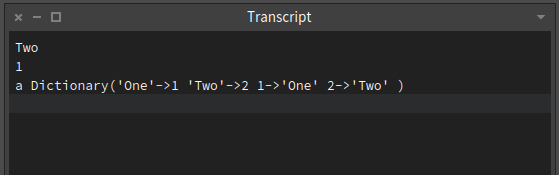 Transcript
Two
1
a Dictionary('One'->1 'Two'->2 1->'One' 2->'Two' )